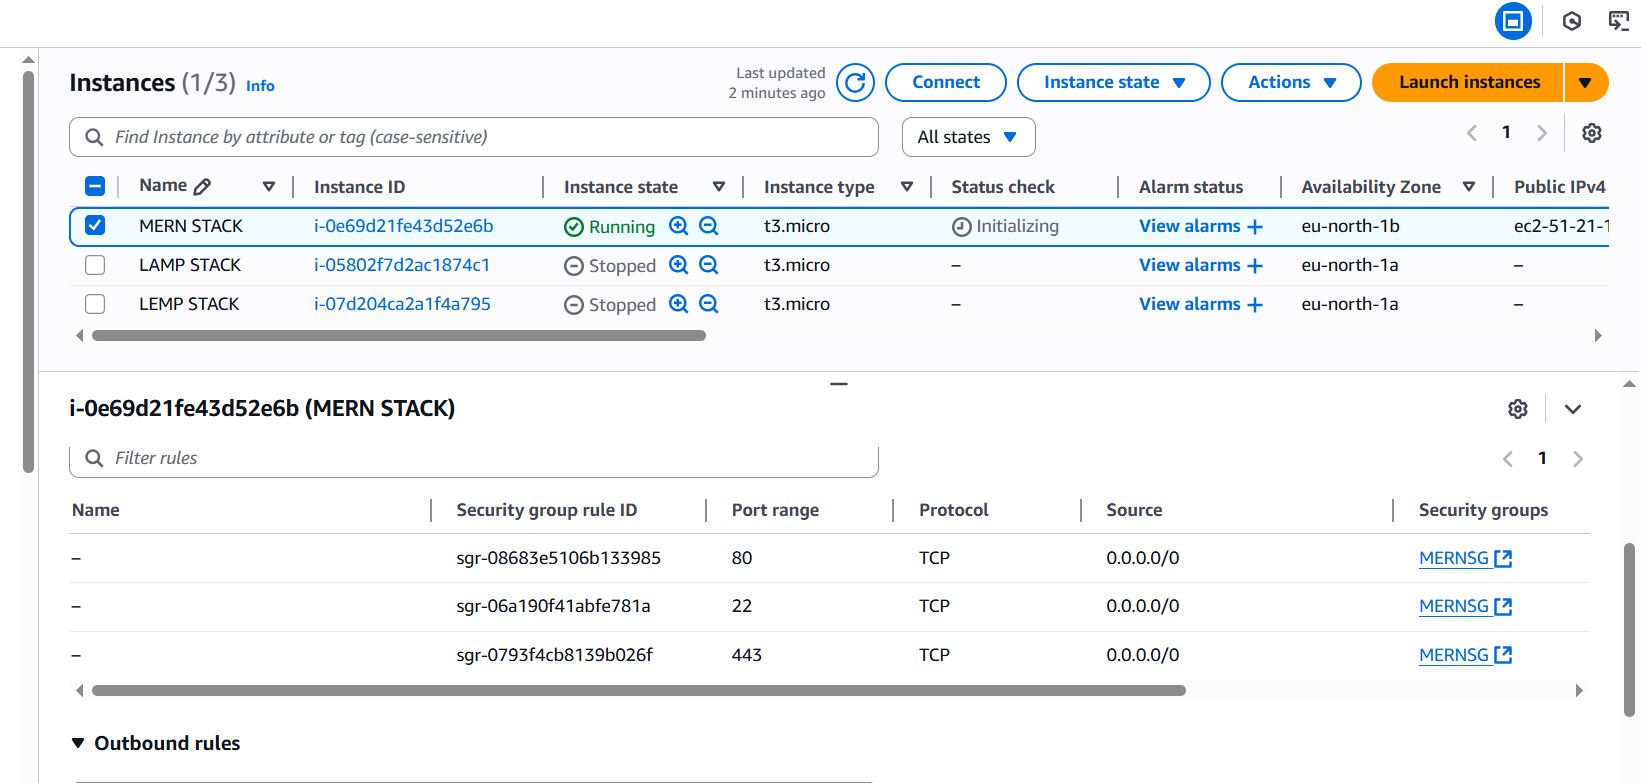 Instances (1/3) Info
Last updated
2 minutes ago
Connect
Instance state
Actions
Launch instances
Find Instance by attribute or tag (case-sensitive)
All states
1
Name Instance ID Instance state Instance type Status check Alarm status Availability Zone Public IPv4
MERN STACK i-0e69d21fe43d52e6b Running t3.micro Initializing View alarms + eu-north-1b ec2-51-21-1
LAMP STACK i-05802f7d2ac1874c1 Stopped t3.micro – View alarms + eu-north-1a –
LEMP STACK i-07d204ca2a1f4a795 Stopped t3.micro – View alarms + eu-north-1a –
i-0e69d21fe43d52e6b (MERN STACK)
Filter rules
1
Name Security group rule ID Port range Protocol Source Security groups
– sgr-08683e5106b133985 80 TCP 0.0.0.0/0 MERNSG
– sgr-06a190f41abfe781a 22 TCP 0.0.0.0/0 MERNSG
– sgr-0793f4cb8139b026f 443 TCP 0.0.0.0/0 MERNSG
Outbound rules